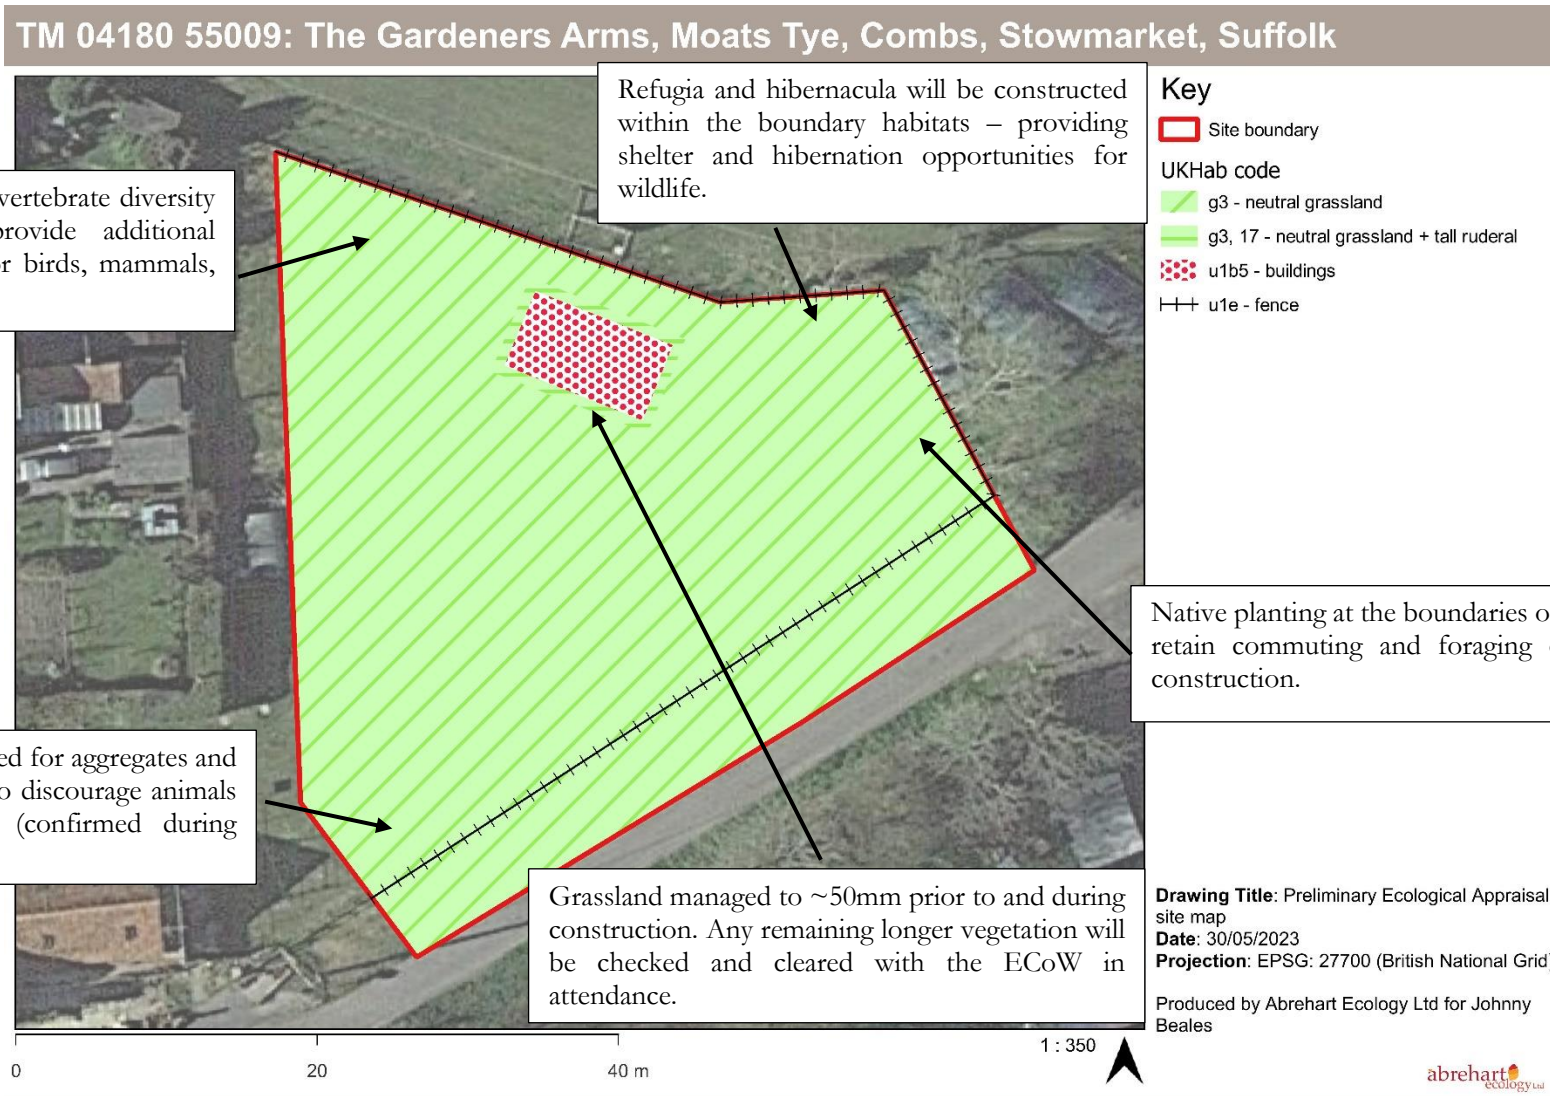 TM 04180 55009: The Gardeners Arms, Moats Tye, Combs, Stowmarket, Suffolk
Refugia and hibernacula will be constructed
within the boundary habitats – providing
shelter and hibernation opportunities for
wildlife.
Key
Site boundary
UKHab code
g3 - neutral grassland
g3, 17 - neutral grassland + tall ruderal
u1b5 - buildings
u1e - fence
vertebrate diversity
provide additional
or birds, mammals,
Native planting at the boundaries
retain commuting and foraging
construction.
ed for aggregates and
o discourage animals
(confirmed during
Grassland managed to ~50mm prior to and during
construction. Any remaining longer vegetation will
be checked and cleared with the ECoW in
attendance.
Drawing Title: Preliminary Ecological Appraisal
site map
Date: 30/05/2023
Projection: EPSG: 27700 (British National Grid)
Produced by Abrehart Ecology Ltd for Johnny
Beales
1 : 350
0 20 40 m
abrehart
ecology Ltd